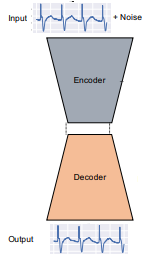 Input + Noise
Encoder
Decoder
Output